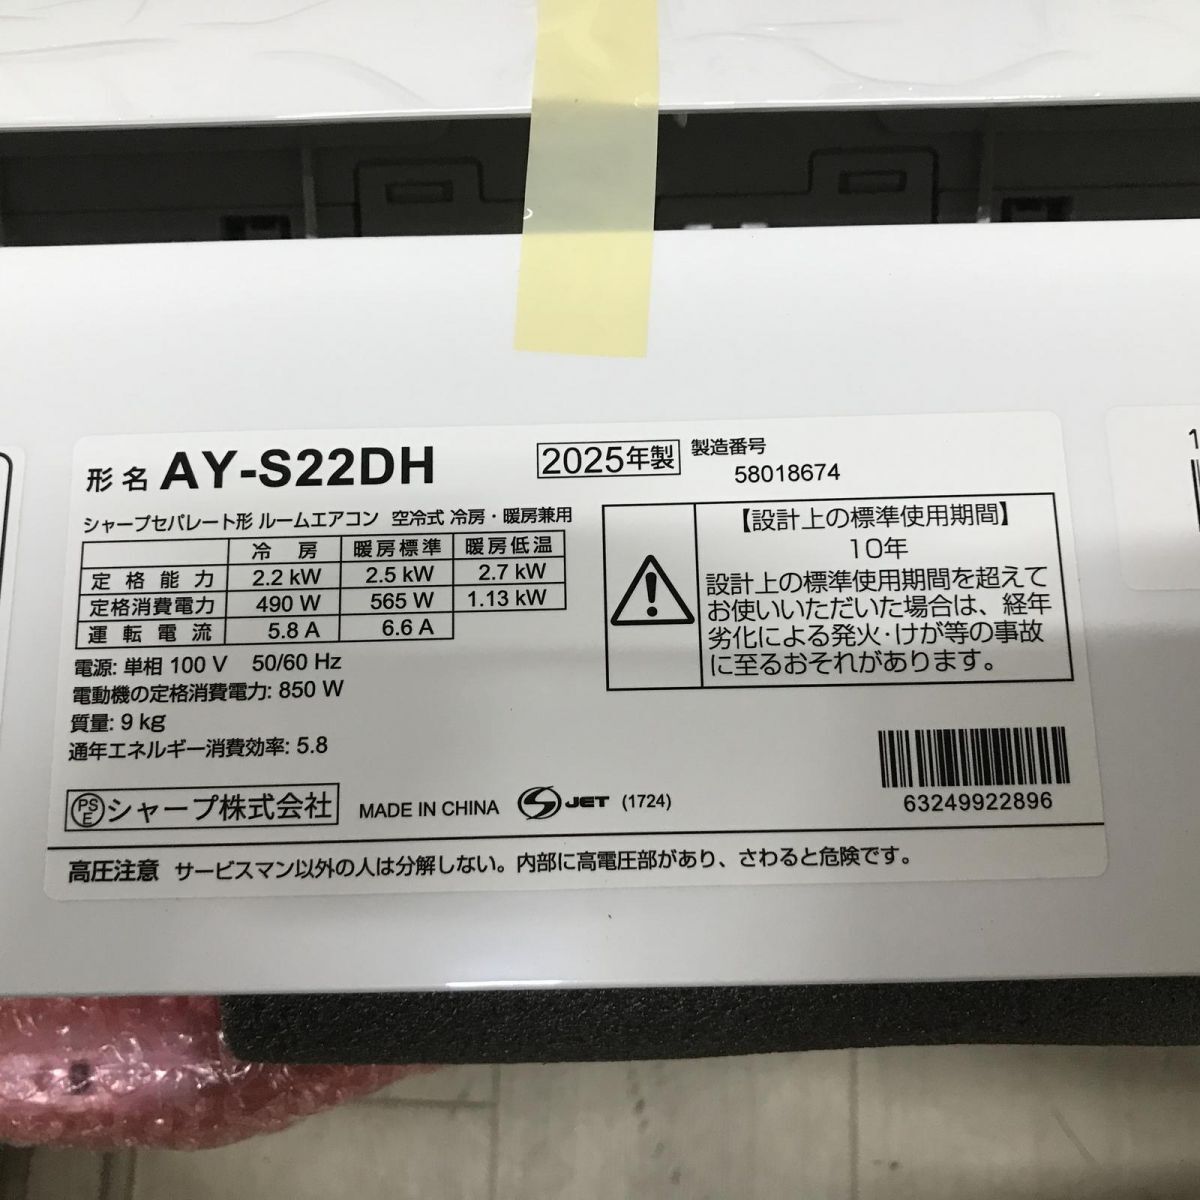 形名 AY-S22DH 2025年製 製造番号 58018674
シャープセパレート形 ルームエアコン 空冷式 冷房・暖房兼用
冷房 暖房標準 暖房低温
定格能力 2.2 kW 2.5 kW 2.7 kW
定格消費電力 490 W 565 W 1.13 kW
運転電流 5.8 A 6.6 A
電源: 単相 100 V 50/60 Hz
電動機の定格消費電力: 850 W
質量: 9 kg
通年エネルギー消費効率: 5.8
【設計上の標準使用期間】
10年
設計上の標準使用期間を超えて
お使いいただいた場合は、経年
劣化による発火・けが等の事故
に至るおそれがあります。
63249922896
PSE シャープ株式会社 MADE IN CHINA JET (1724)
高圧注意 サービスマン以外の人は分解しない。内部に高電圧部があり、さわると危険です。